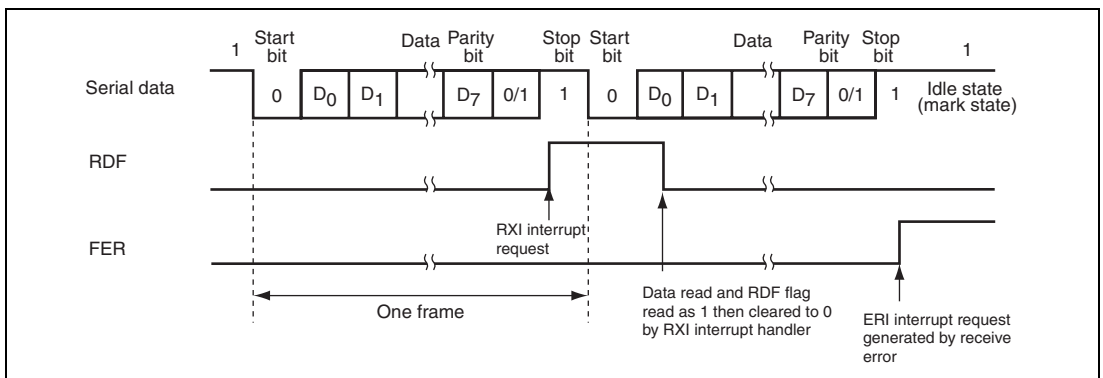 1 Start bit Data Parity bit Stop bit Start bit Data Parity bit Stop bit 1
Serial data 0 D0 D1 D7 0/1 1 0 D0 D1 D7 0/1 1 Idle state (mark state)
RDF
RXI interrupt
request
FER
One frame
Data read and RDF flag
read as 1 then cleared to 0
by RXI interrupt handler
ERI interrupt request
generated by receive
error